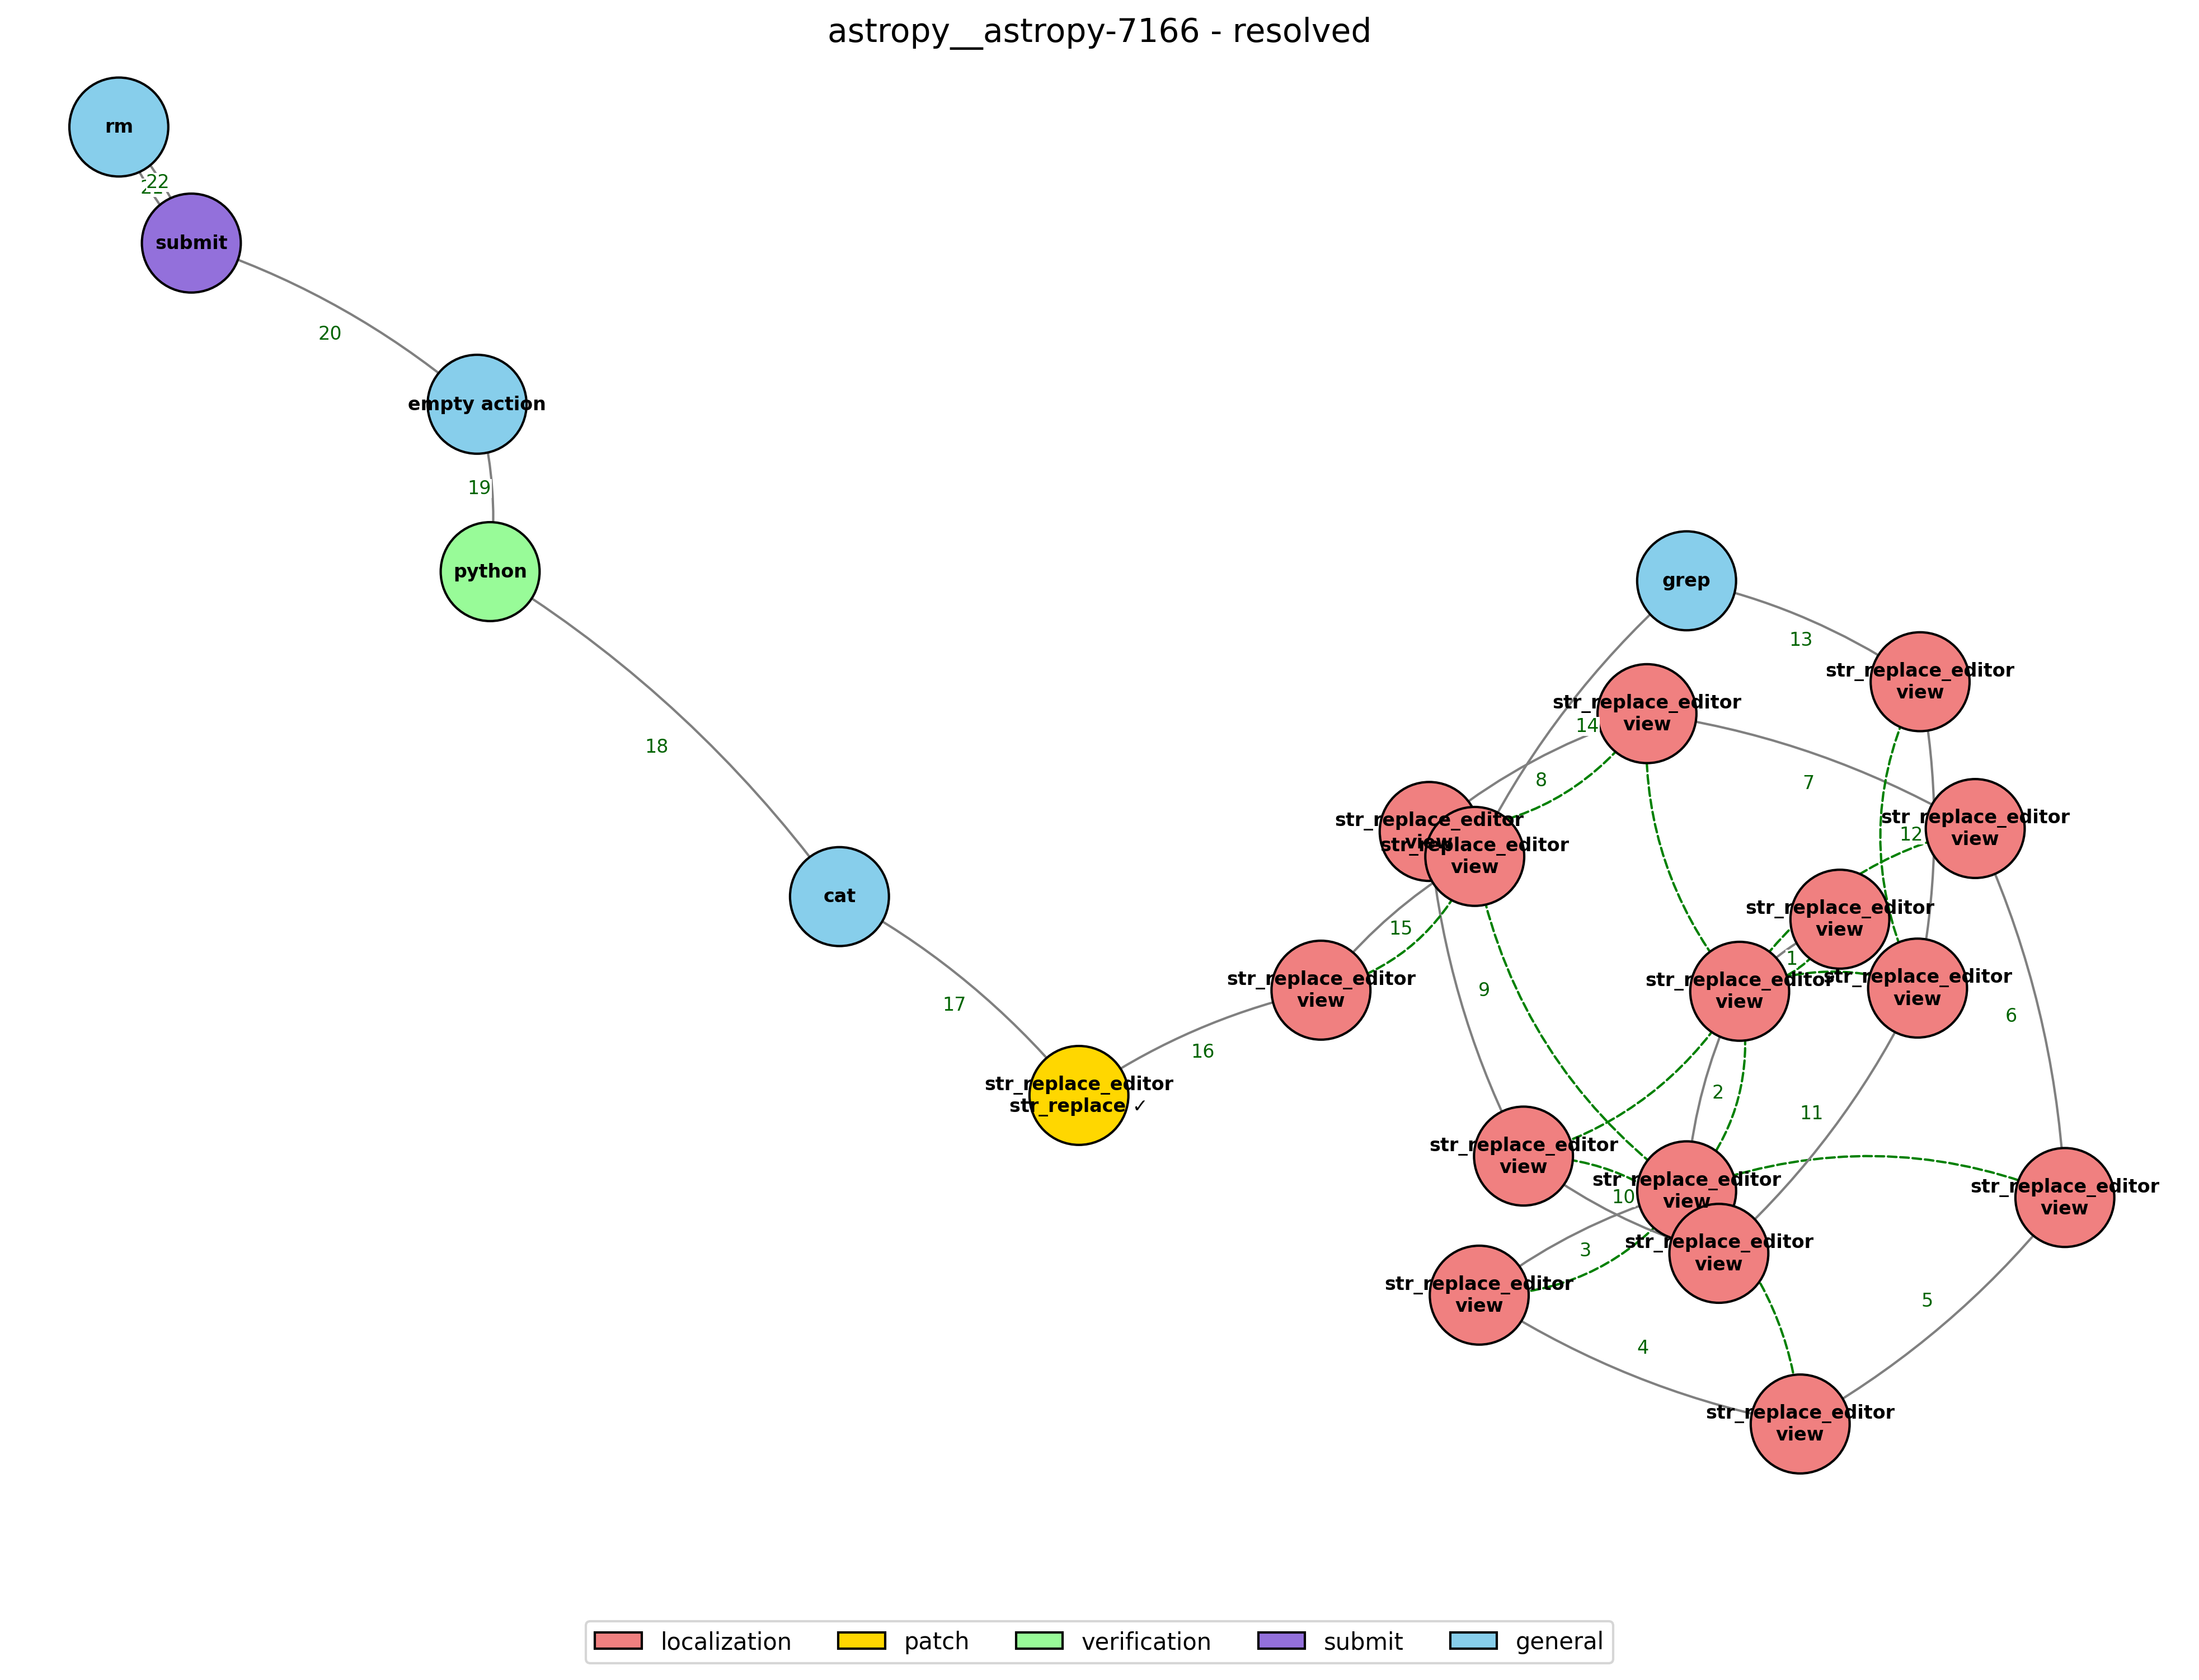 astropy__astropy-7166 - resolved
rm
22
submit
20
empty action
19
python
grep
13
str_replace_editor
view
str_replace_editor
view
14
8
7
18
str_replace_editor
view
str_replace_editor
view
12
str_replace_editor
view
cat
str_replace_editor
view
15
1
str_replace_editor
view
str_replace_editor
view
str_replace_editor
view
9
17
6
16
str_replace_editor
str_replace ✓
2
11
str_replace_editor
view
10
str_replace_editor
view
str_replace_editor
view
3
str_replace_editor
view
str_replace_editor
view
5
4
str_replace_editor
view
localization
patch
verification
submit
general